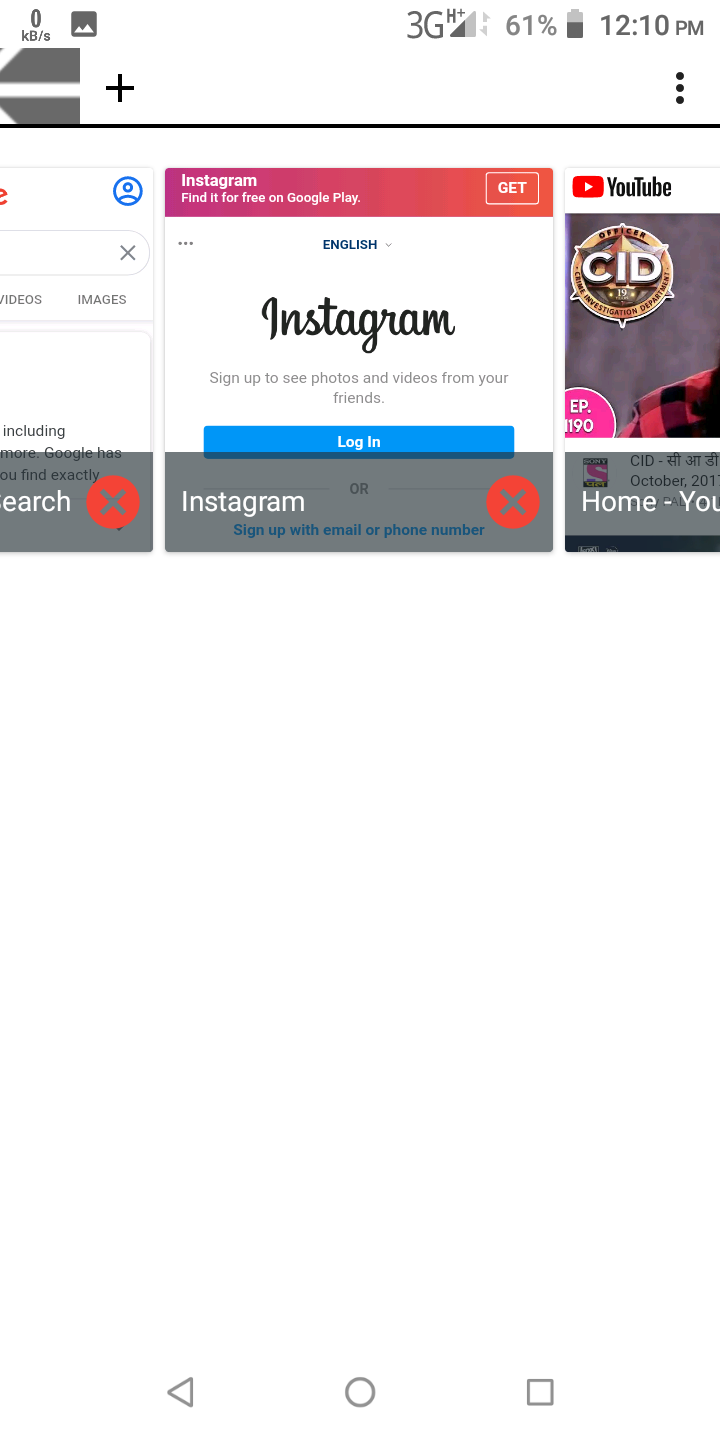 0
kB/s
3G H+ 61% 12:10 PM
e
VIDEOS IMAGES
including
more. Google has
ou find exactly
Search
Instagram
Find it for free on Google Play.
GET
ENGLISH
Instagram
Sign up to see photos and videos from your
friends.
Log In
OR
Sign up with email or phone number
Instagram
YouTube
OFFICER
CID
19
CRIME INVESTIGATION DEPARTMENT
EP.
1190
SONY
पल
CID - सी आ डी
October, 2017
Home - You